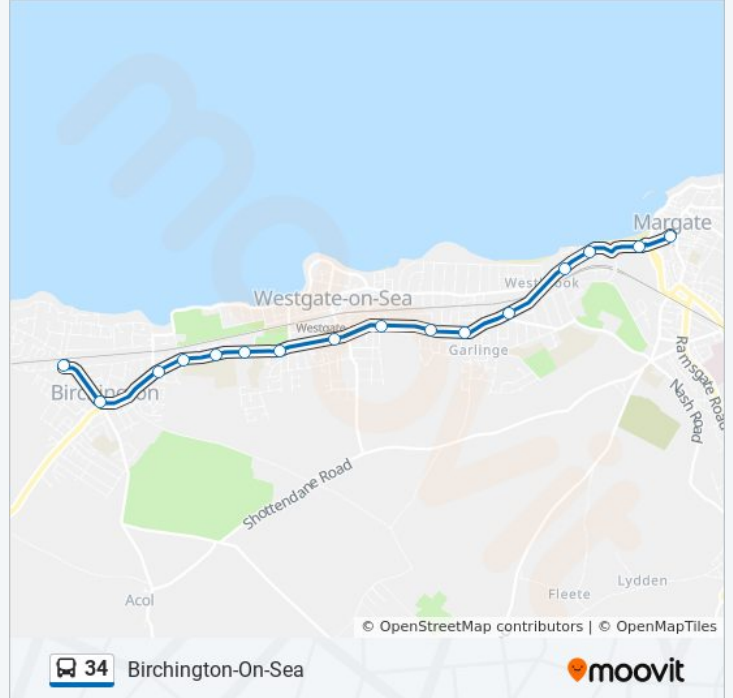 Margate
Westbrook
Westgate-on-Sea
Westgate
Garlinge
Birchington
Ramsgate Road
Nash Road
Shottendane Road
Acol
Lydden
Fleete
moovit
© OpenStreetMap contributors | © OpenMapTiles
34 Birchington-On-Sea
moovit